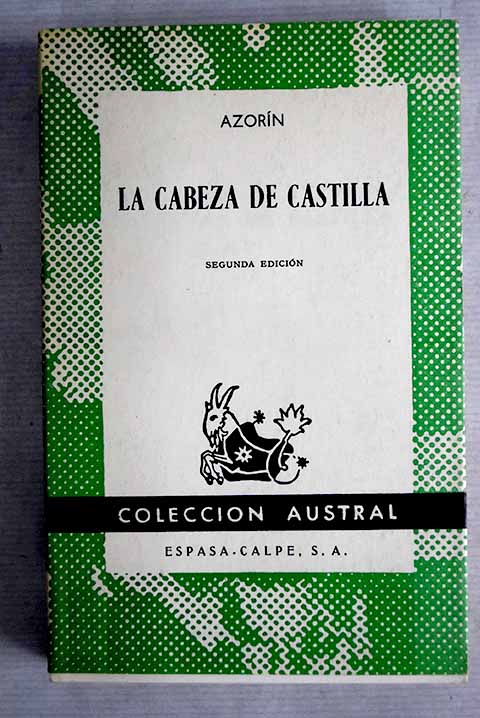 AZORÍN
LA CABEZA DE CASTILLA
SEGUNDA EDICIÓN
COLECCION AUSTRAL
ESPASA-CALPE, S. A.